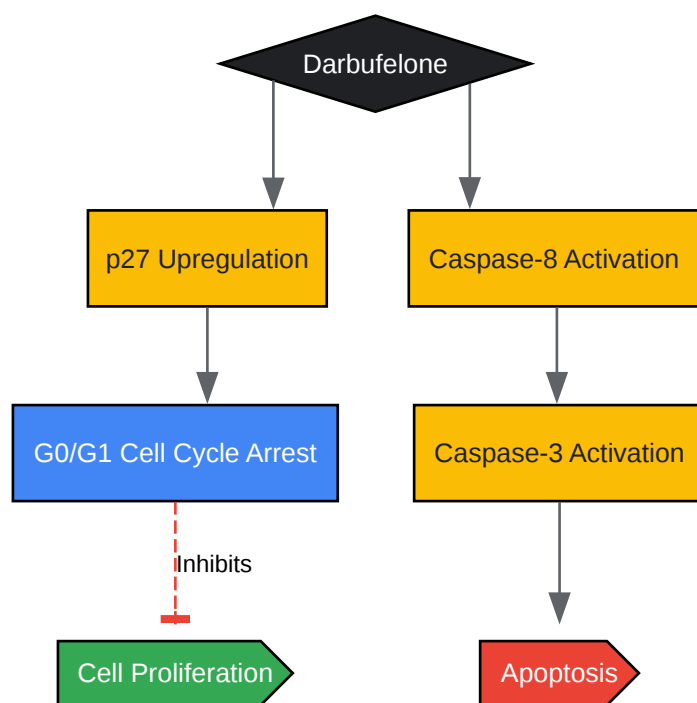 Darbufelone
p27 Upregulation
Caspase-8 Activation
G0/G1 Cell Cycle Arrest
Caspase-3 Activation
Inhibits
Cell Proliferation
Apoptosis